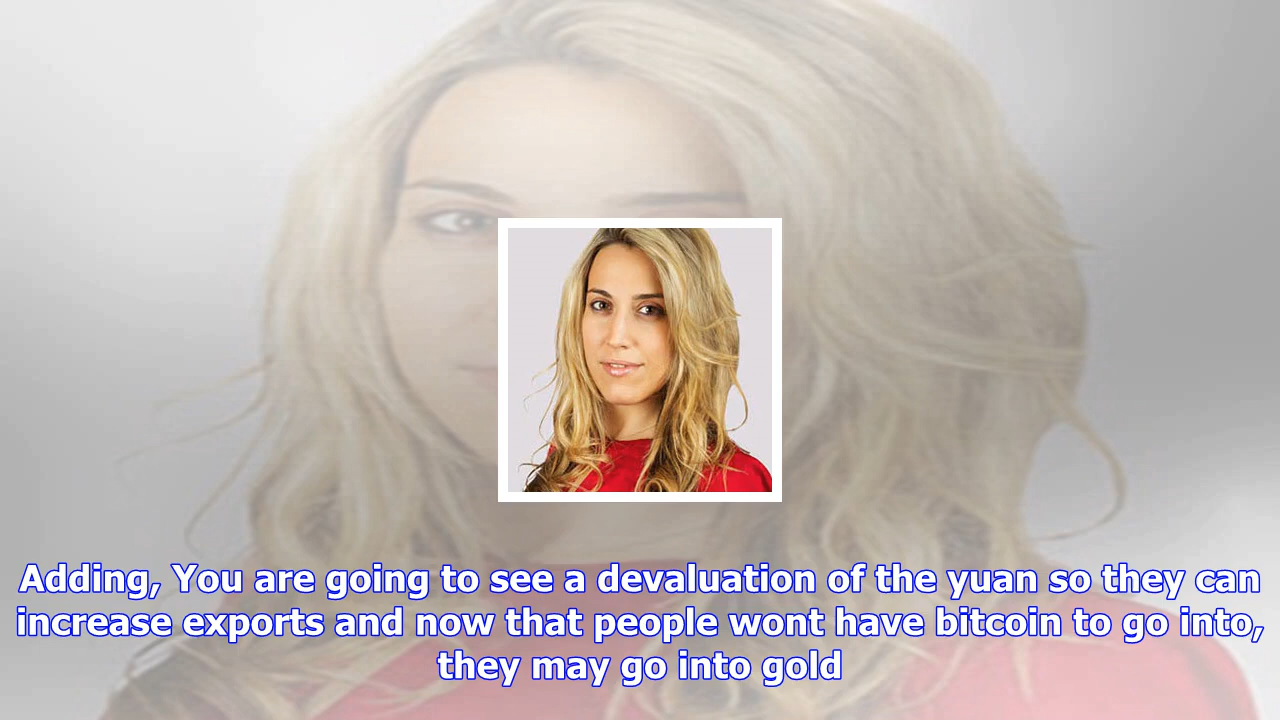 Adding, You are going to see a devaluation of the yuan so they can
increase exports and now that people wont have bitcoin to go into,
they may go into gold